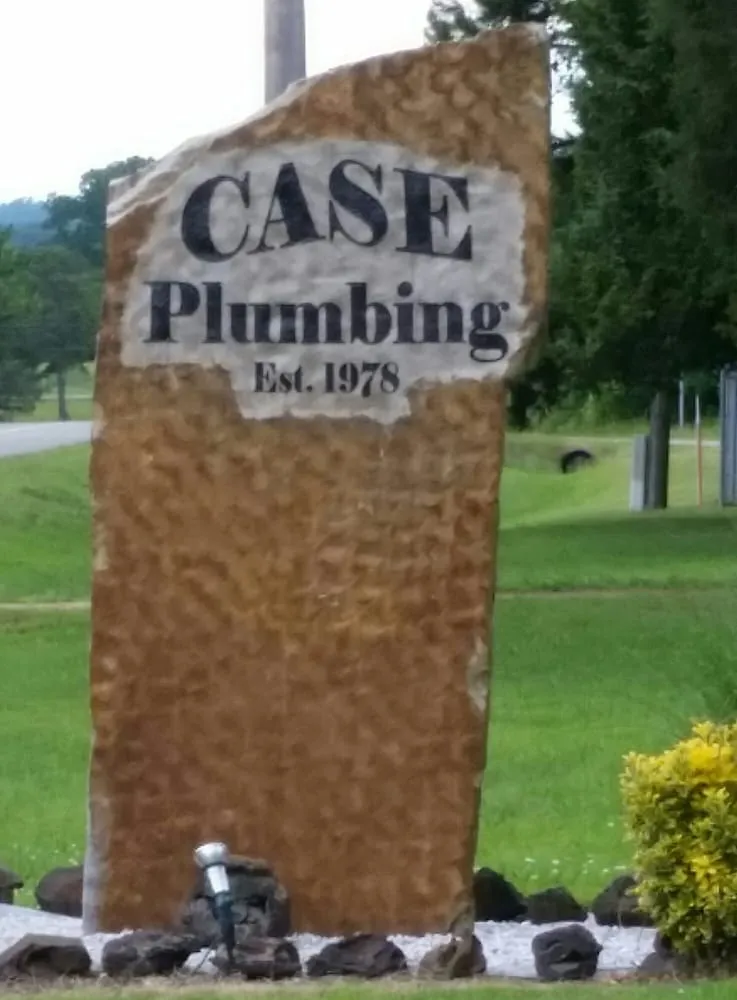 CASE
Plumbing
Est. 1978